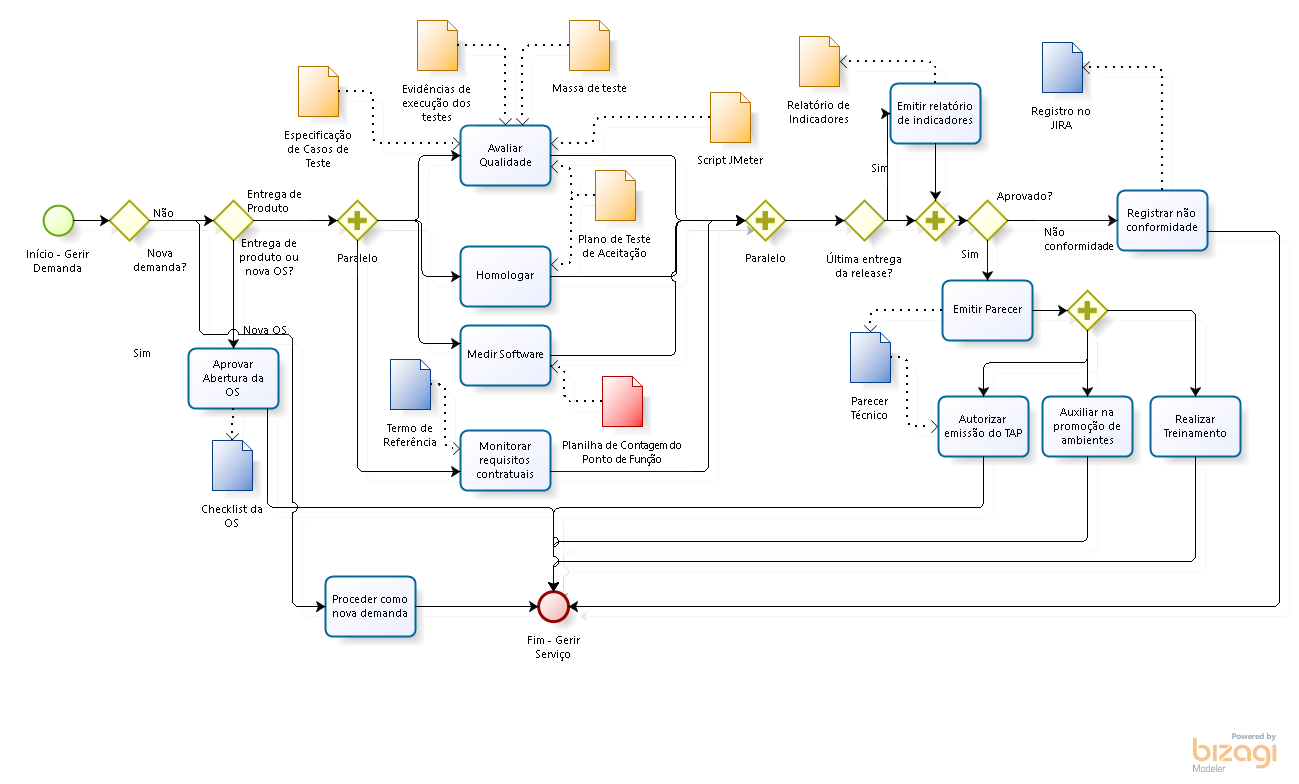 Evidências de
execução dos
testes
Massa de teste
Especificação
de Casos de
Teste
Avaliar
Qualidade
Script JMeter
Relatório de
Indicadores
Emitir relatório
de indicadores
Registro no
JIRA
Início - Gerir
Demanda
Não
Nova
demanda?
Sim
Entrega de
Produto
Entrega de
produto ou
nova OS?
Nova OS
Paralelo
Plano de Teste
de Aceitação
Homologar
Medir Software
Paralelo
Sim
Última entrega
da release?
Aprovado?
Não
conformidade
Sim
Registrar não
conformidade
Emitir Parecer
Parecer
Técnico
Aprovar
Abertura da
OS
Checklist da
OS
Termo de
Referência
Planilha de Contagem do
Ponto de Função
Monitorar
requisitos
contratuais
Autorizar
emissão do TAP
Auxiliar na
promoção de
ambientes
Realizar
Treinamento
Proceder como
nova demanda
Fim - Gerir
Serviço
Powered by
bizagi
Modeler